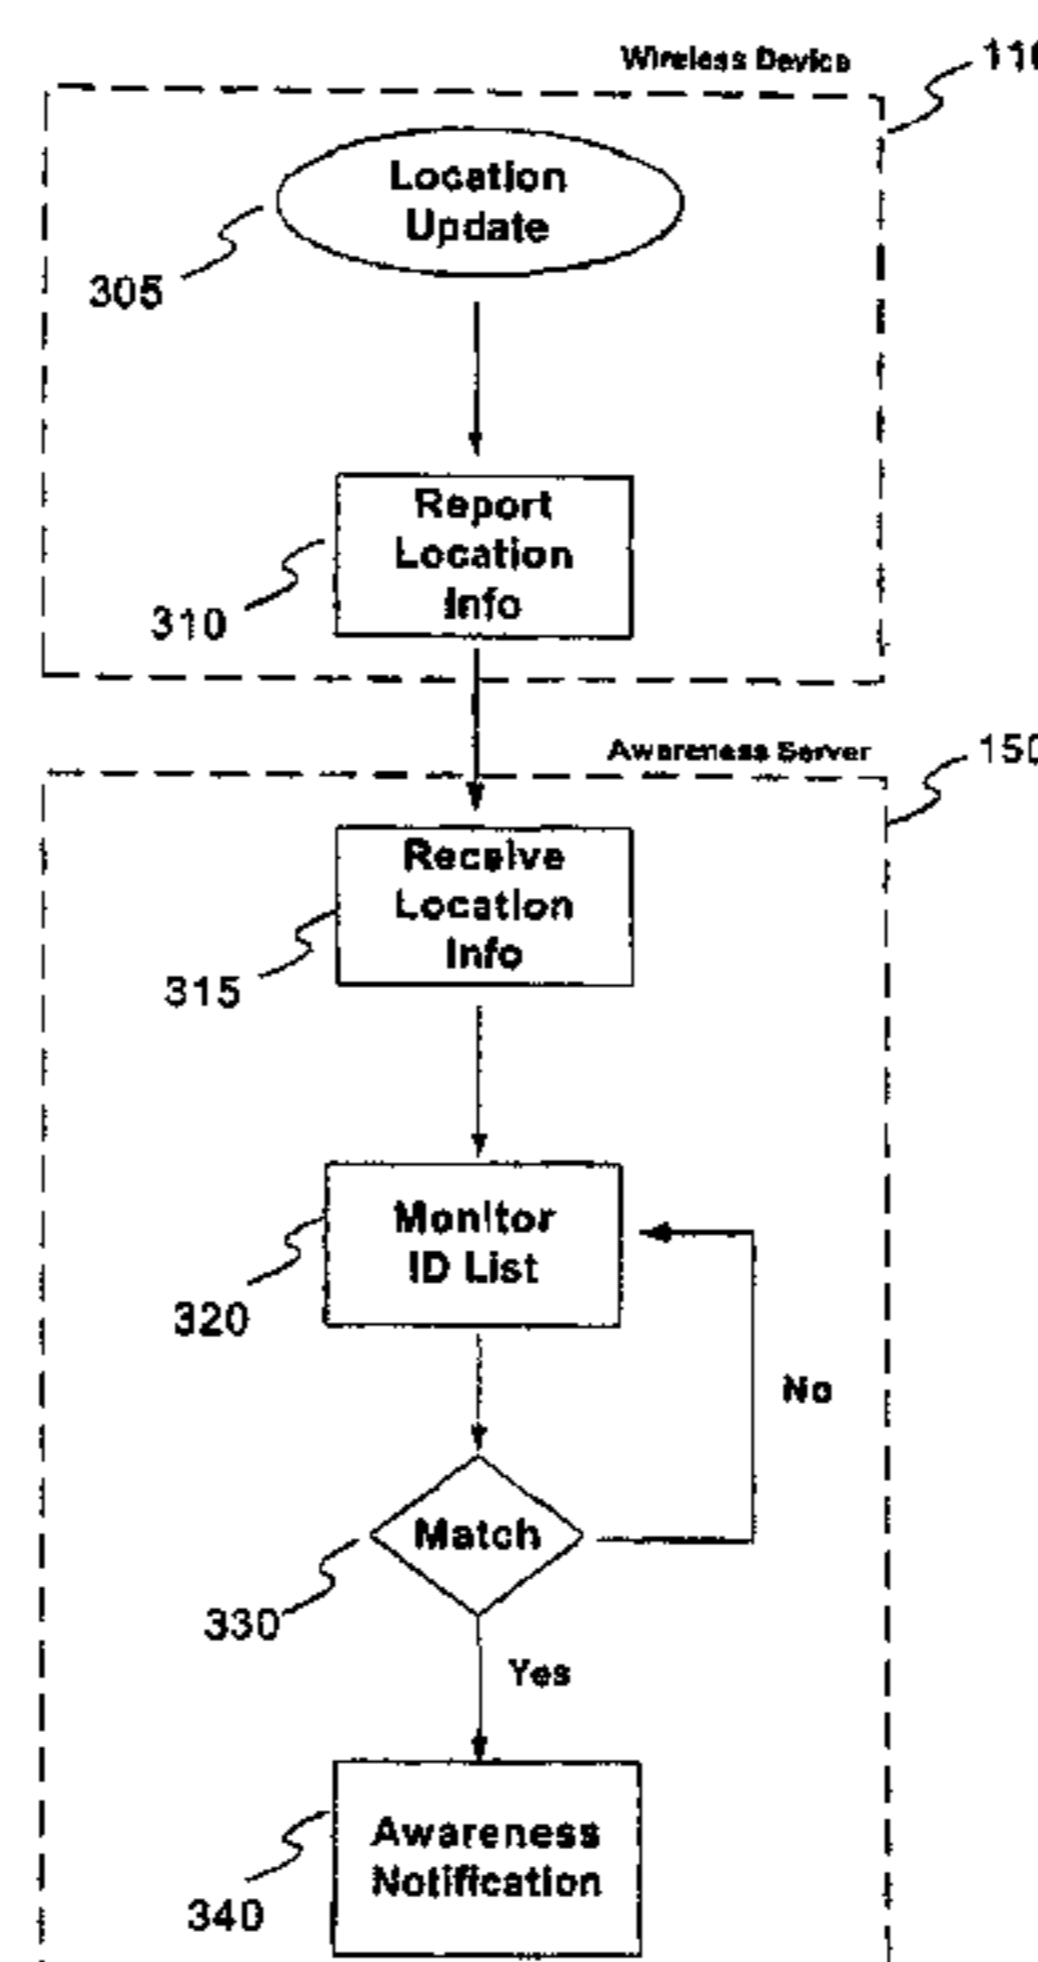 Wireless Device
110
Location
Update
305
Report
Location
Info
310
Awareness Server
150
Receive
Location
Info
315
Monitor
ID List
320
No
Match
330
Yes
Awareness
Notification
340